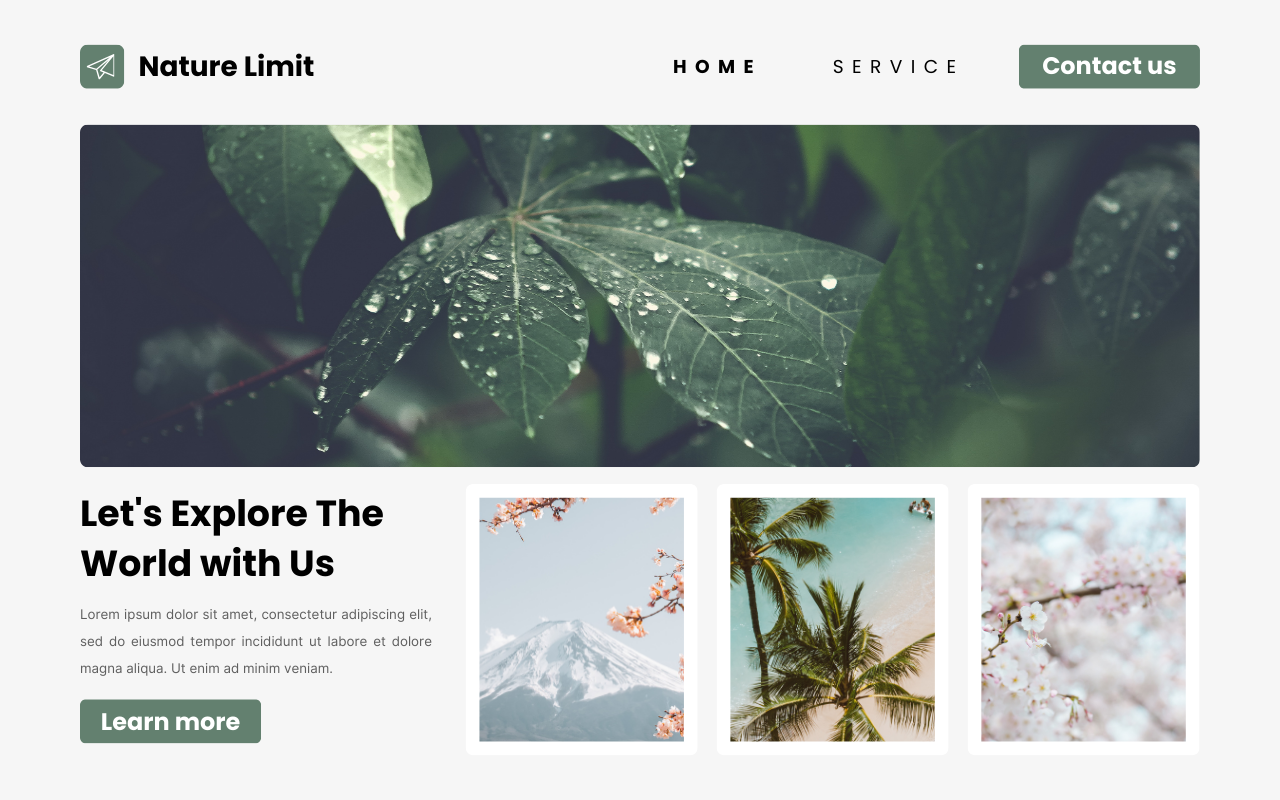 Nature Limit
HOME
SERVICE
Contact us
Let's Explore The
World with Us
Lorem ipsum dolor sit amet, consectetur adipiscing elit,
sed do eiusmod tempor incididunt ut labore et dolore
magna aliqua. Ut enim ad minim veniam.
Learn more